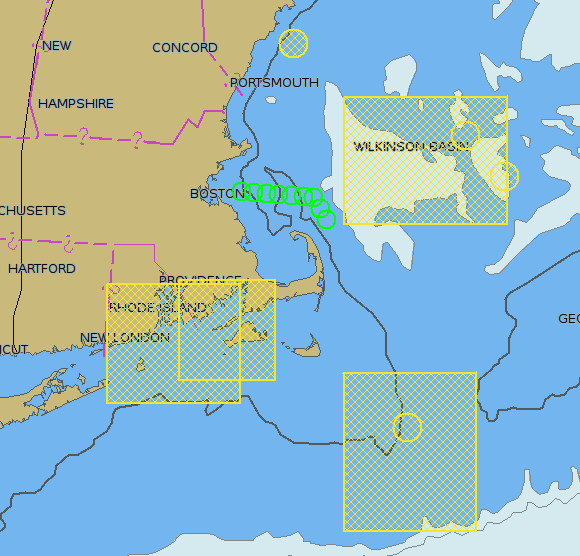 NEW
CONCORD
PORTSMOUTH
HAMPSHIRE
WILKINSON BASIN
BOSTON
CHUSETTS
HARTFORD
PROVIDENCE
RHODE ISLAND
GEO
NEW LONDON
ICUT